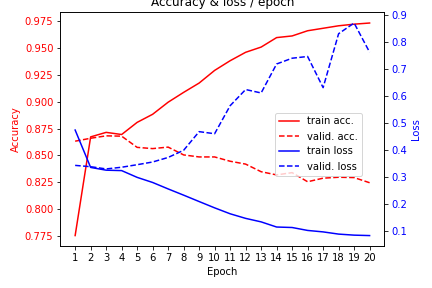 Accuracy & loss / epoch
0.975
0.950
0.925
0.900
0.875
0.850
0.825
0.800
0.775
Accuracy
0.9
0.8
0.7
0.6
0.5
0.4
0.3
0.2
0.1
Loss
train acc.
valid. acc.
train loss
valid. loss
1 2 3 4 5 6 7 8 9 10 11 12 13 14 15 16 17 18 19 20
Epoch